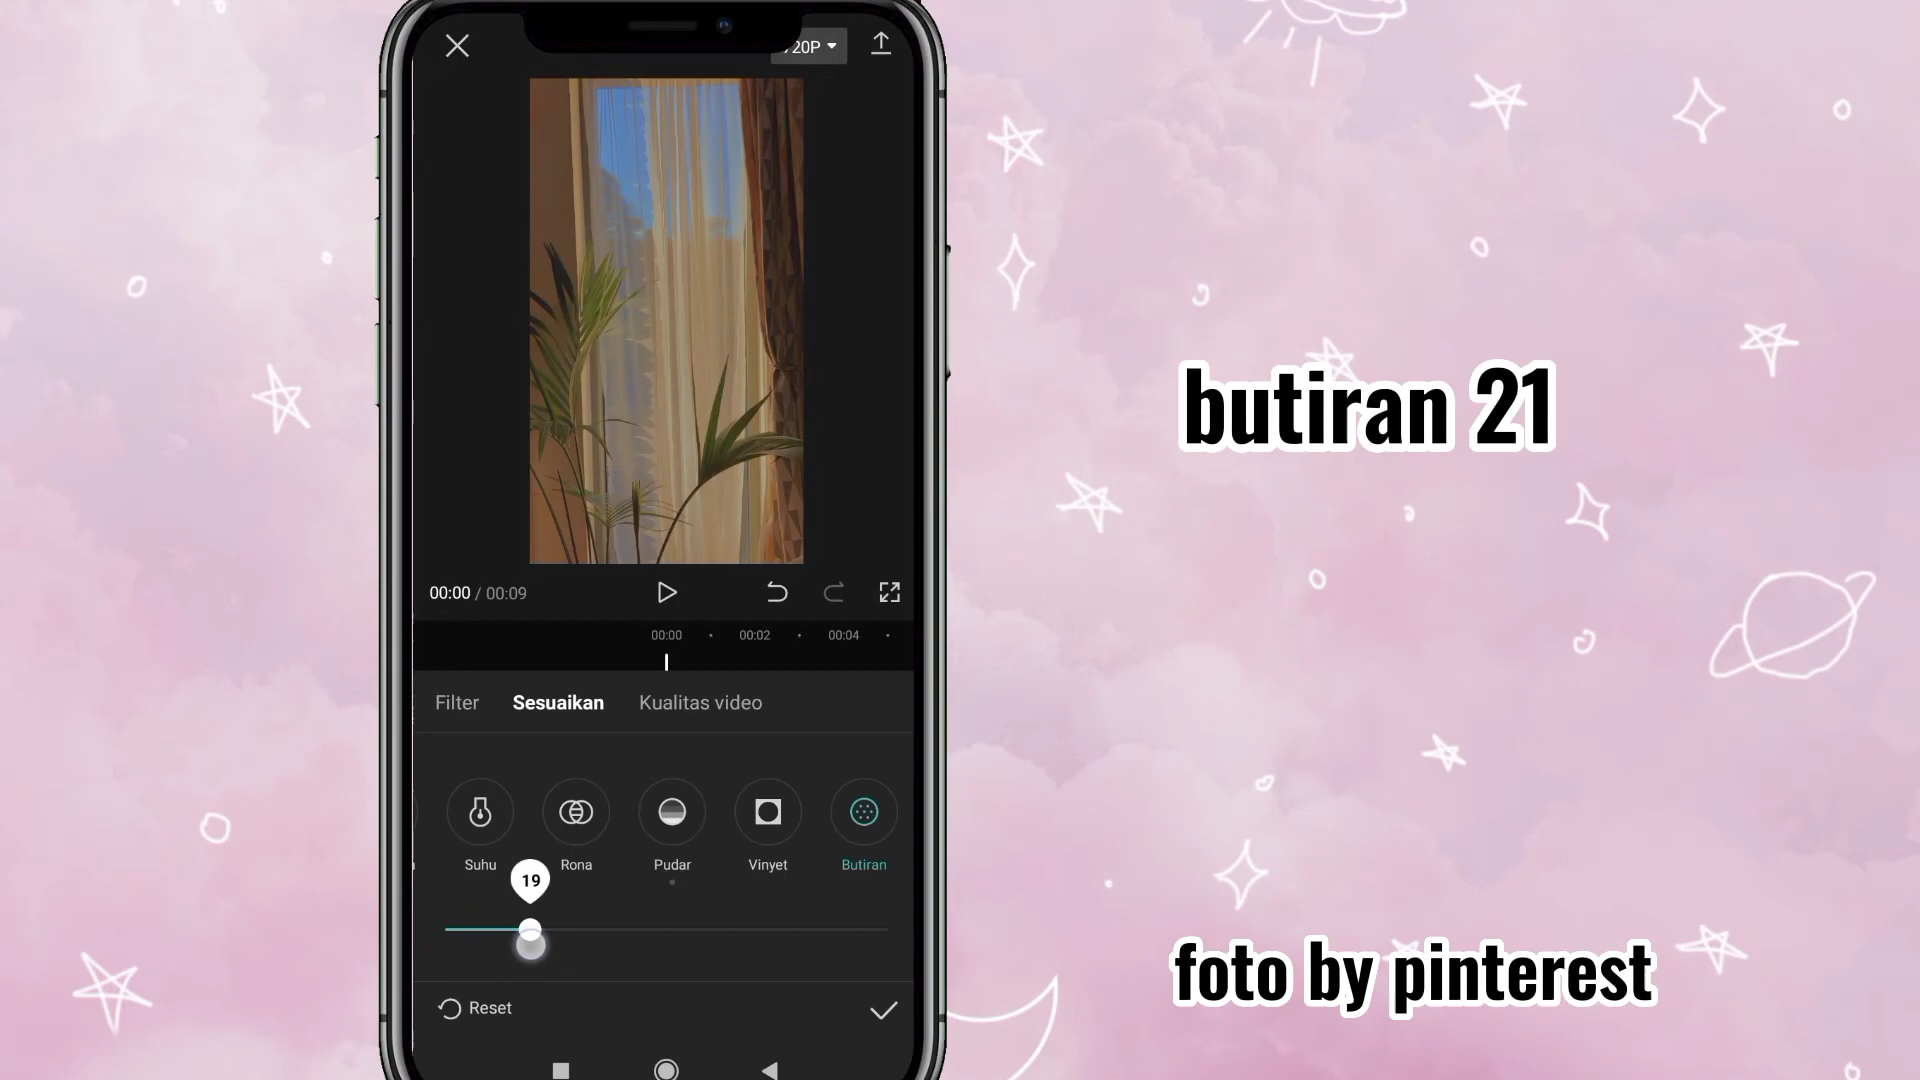 720P
00:00 / 00:09
00:00 00:02 00:04
Filter Sesuaikan Kualitas video
Suhu Rona Pudar Vinyet Butiran
19
Reset
butiran 21
foto by pinterest